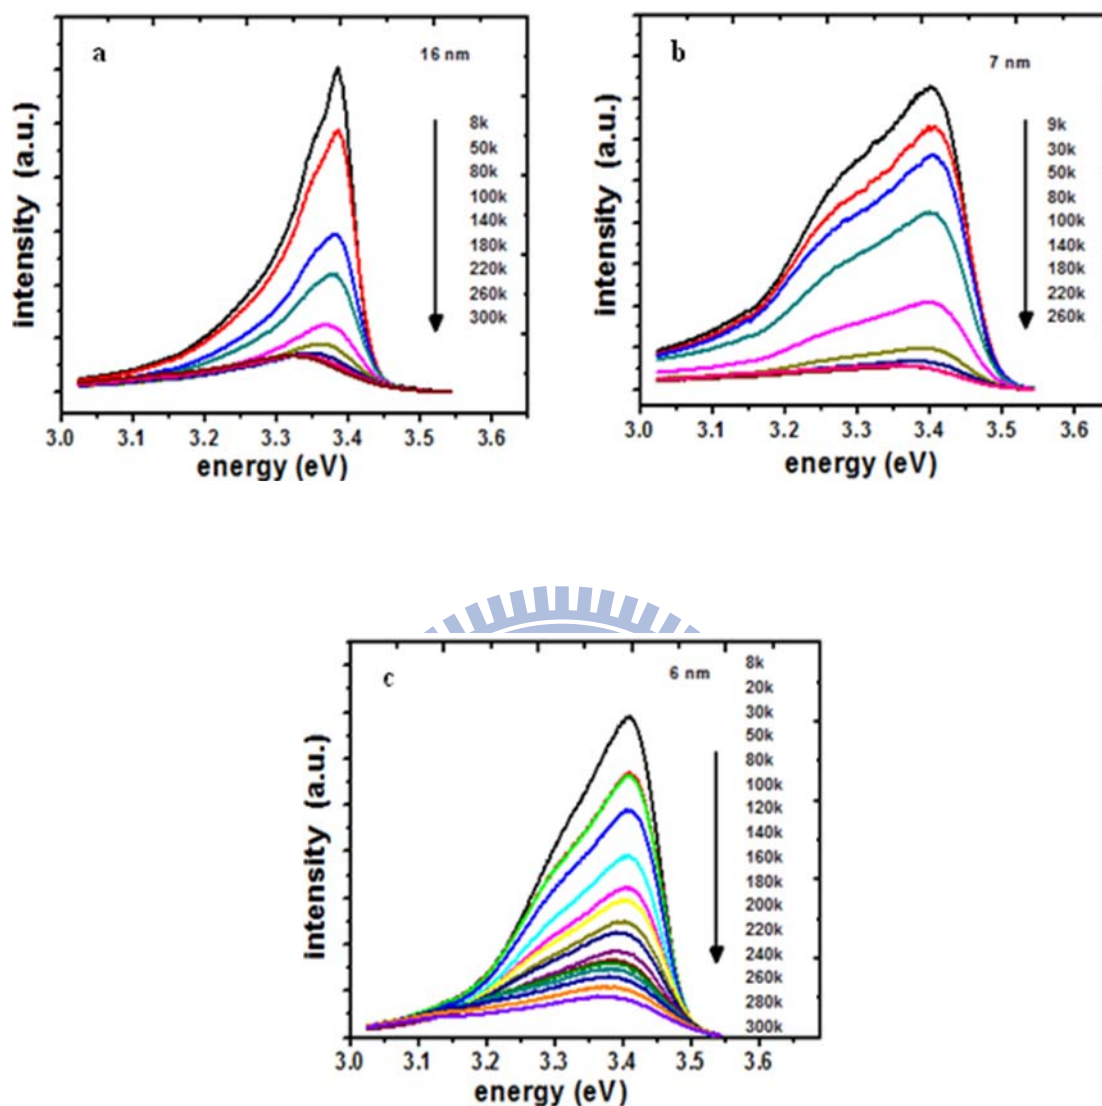 a
16 nm
8k
50k
80k
100k
140k
180k
220k
260k
300k
intensity (a.u.)
3.0 3.1 3.2 3.3 3.4 3.5 3.6
energy (eV)
b
7 nm
9k
30k
50k
80k
100k
140k
180k
220k
260k
intensity (a.u.)
3.0 3.1 3.2 3.3 3.4 3.5 3.6
energy (eV)
c
6 nm
8k
20k
30k
50k
80k
100k
120k
140k
160k
180k
200k
220k
240k
260k
280k
300k
intensity (a.u.)
3.0 3.1 3.2 3.3 3.4 3.5 3.6
energy (eV)